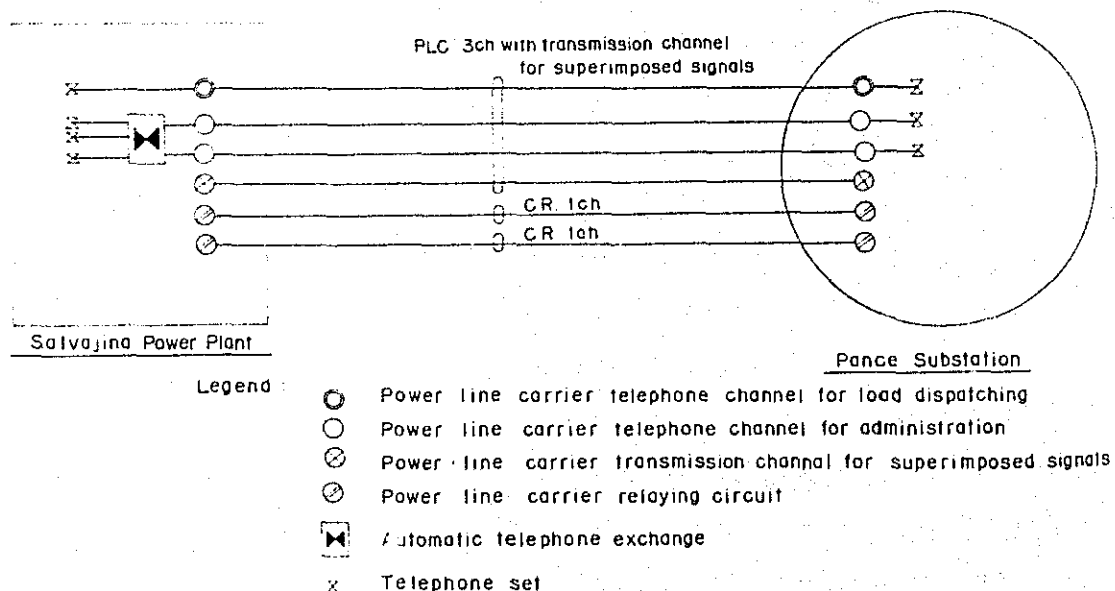 PLC 3ch with transmission channel
for superimposed signals
CR. 1ch
CR 1ch
Salvajina Power Plant
Pance Substation
Legend :
Power line carrier telephone channel for load dispatching
Power line carrier telephone channel for administration
Power line carrier transmission channal for superimposed signals
Power line carrier relaying circuit
Automatic telephone exchange
Telephone set